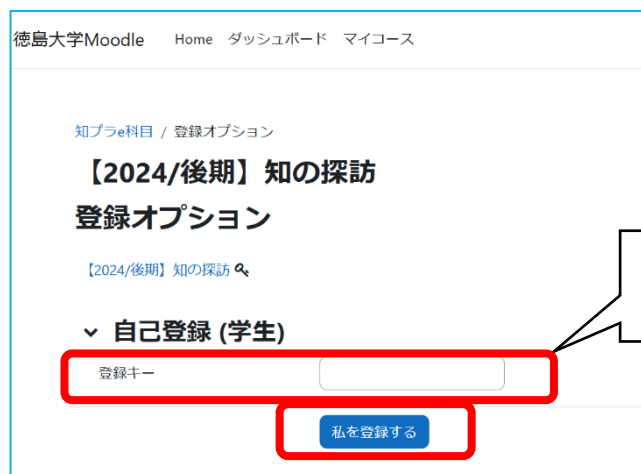 徳島大学Moodle Home ダッシュボード マイコース
知プラe科目 / 登録オプション
【2024/後期】知の探訪
登録オプション
【2024/後期】知の探訪
自己登録 (学生)
登録キー
私を登録する